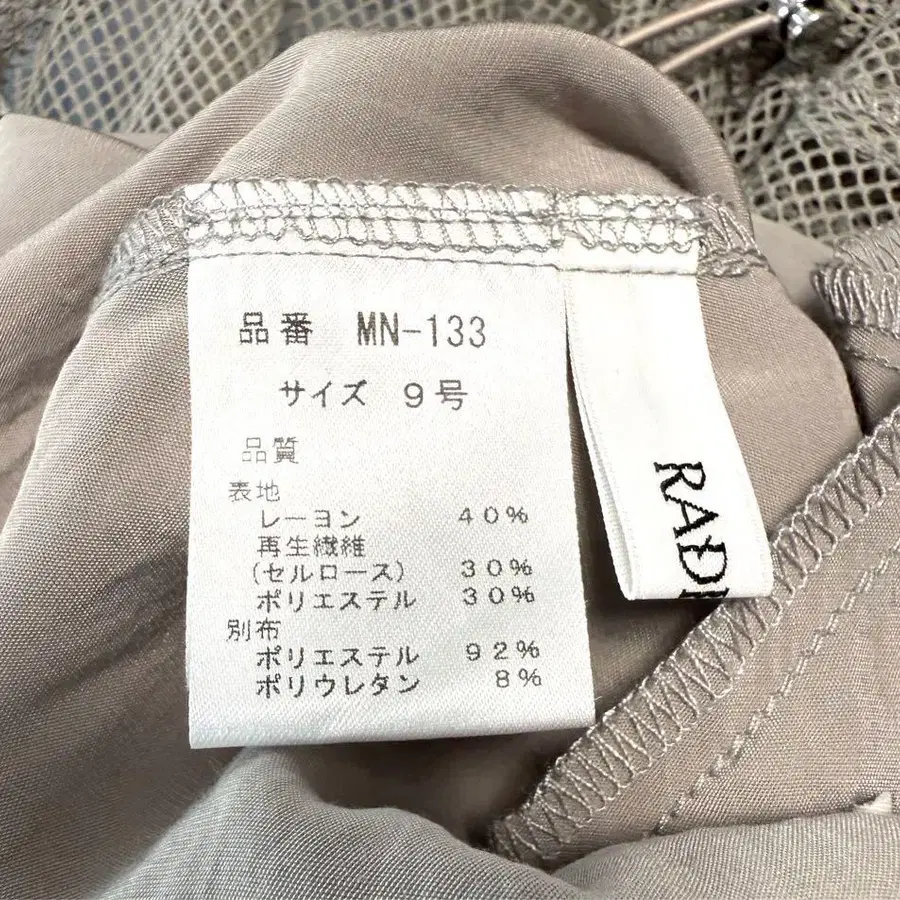 品番 MN-133
サイズ 9号
品質
表地
レーヨン 40%
再生繊維
(セルロース) 30%
ポリエステル 30%
別布
ポリエステル 92%
ポリウレタン 8%